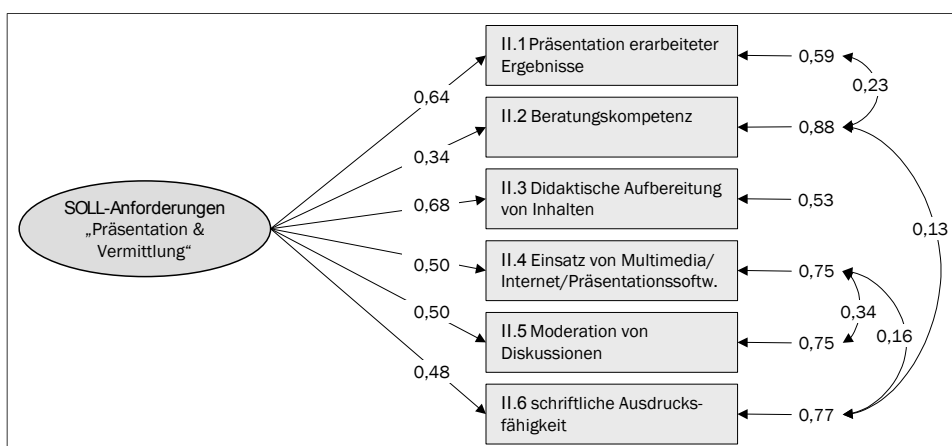 II.1 Präsentation erarbeiteter
Ergebnisse
0,59
0,64
0,23
II.2 Beratungskompetenz
0,88
0,34
SOLL-Anforderungen
„Präsentation &
Vermittlung“
0,68
II.3 Didaktische Aufbereitung
von Inhalten
0,53
0,13
0,50
II.4 Einsatz von Multimedia/
Internet/Präsentationssoftw.
0,75
0,34
0,16
0,50
II.5 Moderation von
Diskussionen
0,75
0,48
II.6 schriftliche Ausdrucks-
fähigkeit
0,77